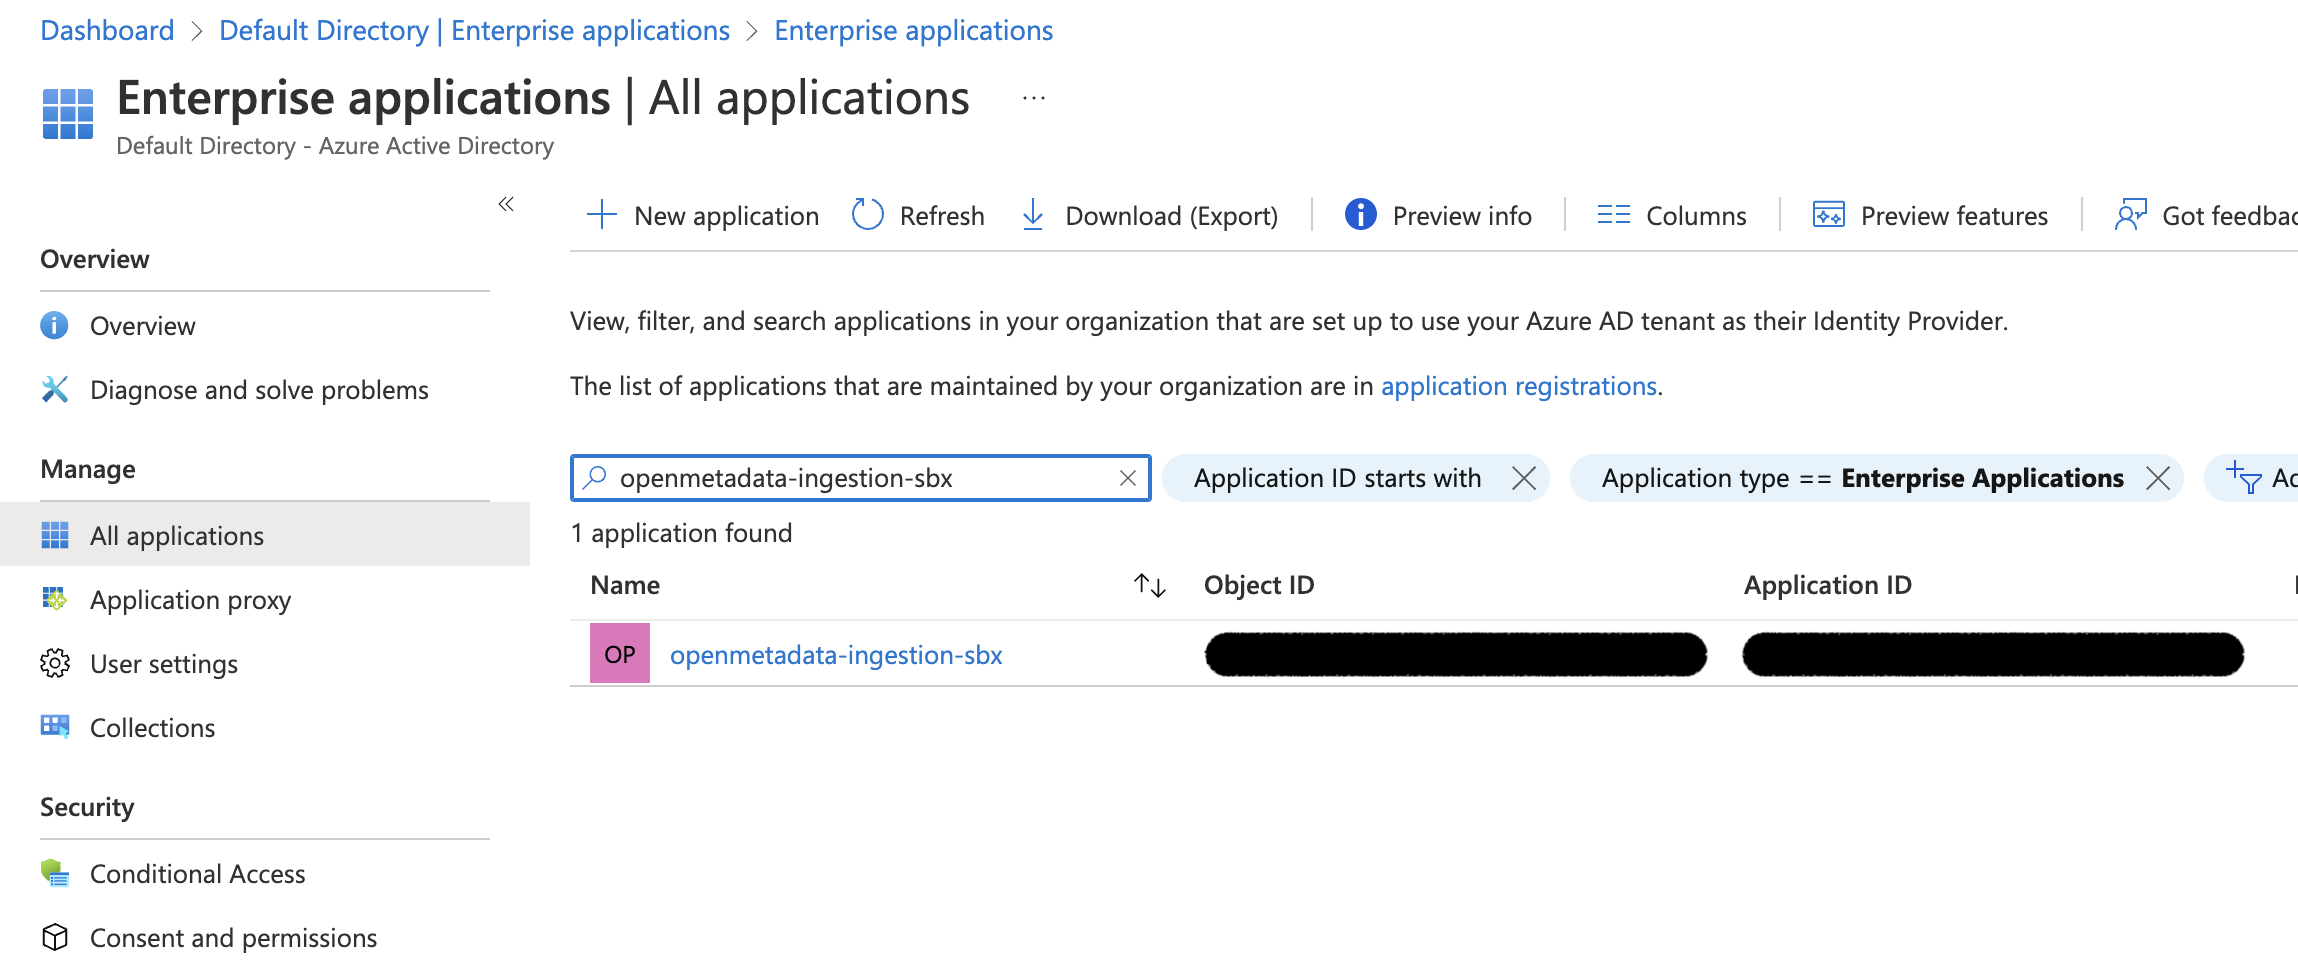 Dashboard > Default Directory | Enterprise applications > Enterprise applications
Enterprise applications | All applications ...
Default Directory - Azure Active Directory
«
New application Refresh Download (Export) Preview info Columns Preview features Got
Overview
Overview
Diagnose and solve problems
Manage
All applications
Application proxy
User settings
Collections
Security
Conditional Access
Consent and permissions
View, filter, and search applications in your organization that are set up to use your Azure AD tenant as their Identity Provider.
The list of applications that are maintained by your organization are in application registrations.
openmetadata-ingestion-sbx Application ID starts with Application type == Enterprise Applications
1 application found
Name Object ID Application ID
OP openmetadata-ingestion-sbx